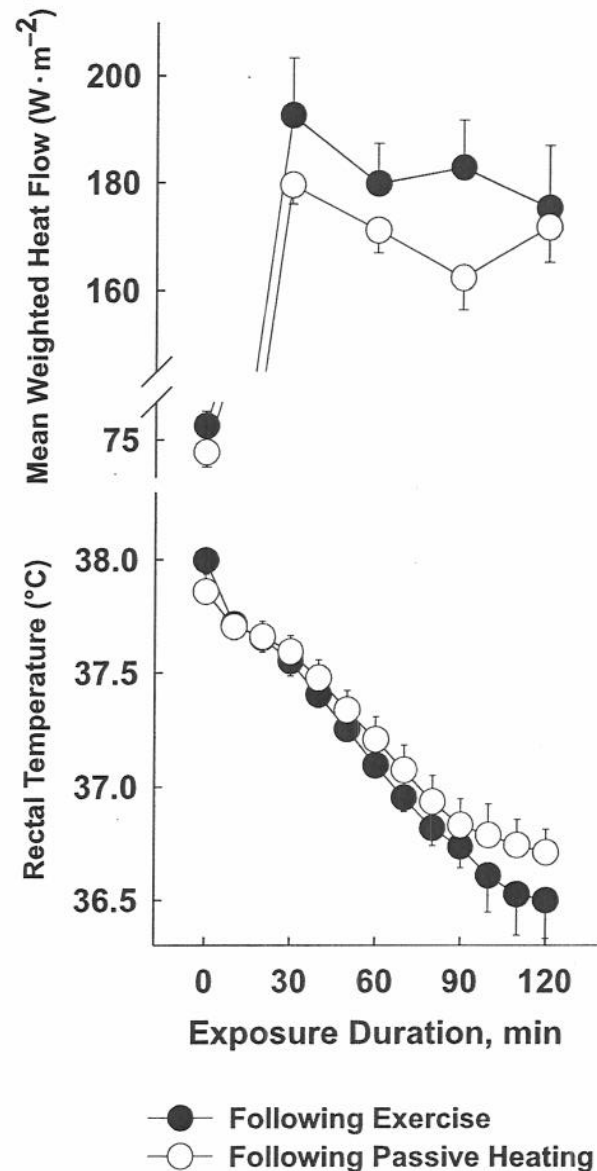 Mean Weighted Heat Flow (W·m⁻²)
200
180
160
75
Rectal Temperature (°C)
38.0
37.5
37.0
36.5
0 30 60 90 120
Exposure Duration, min
Following Exercise
Following Passive Heating